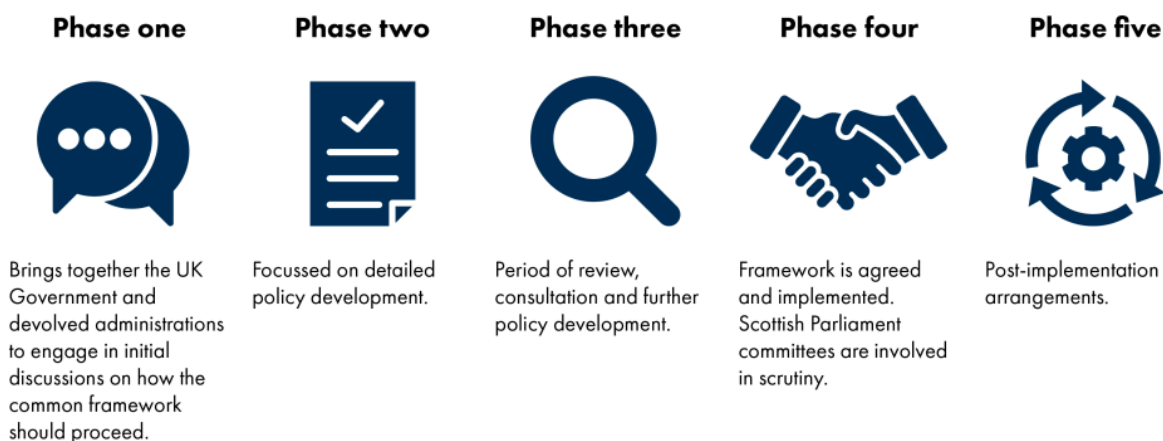 Phase one
Brings together the UK
Government and
devolved administrations
to engage in initial
discussions on how the
common framework
should proceed.
Phase two
Focussed on detailed
policy development.
Phase three
Period of review,
consultation and further
policy development.
Phase four
Framework is agreed
and implemented.
Scottish Parliament
committees are involved
in scrutiny.
Phase five
Post-implementation
arrangements.